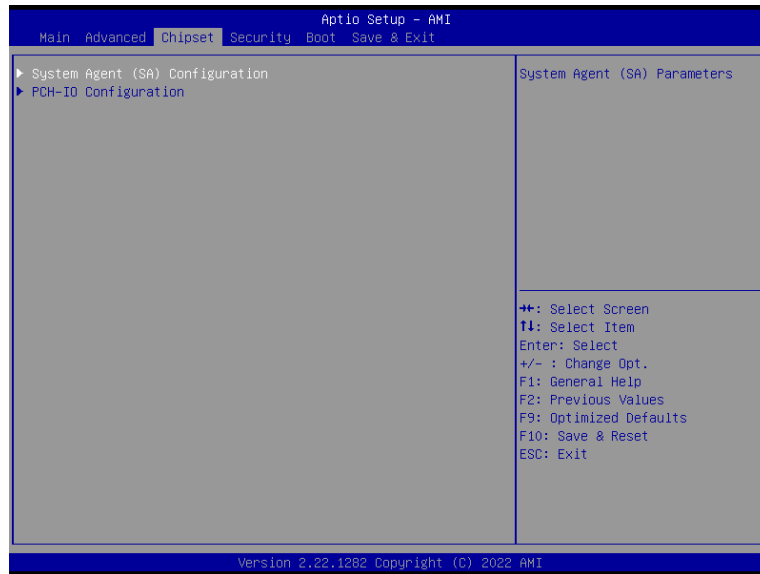 Aptio Setup – AMI
Main Advanced Chipset Security Boot Save & Exit
▶ System Agent (SA) Configuration
▶ PCH-IO Configuration
System Agent (SA) Parameters
→←: Select Screen
↑↓: Select Item
Enter: Select
+/- : Change Opt.
F1: General Help
F2: Previous Values
F9: Optimized Defaults
F10: Save & Reset
ESC: Exit
Version 2.22.1282 Copyright (C) 2022 AMI